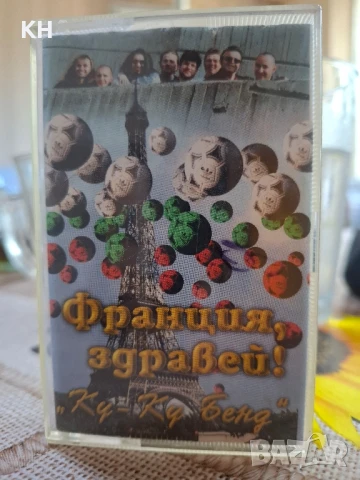 KH
Франция,
здравей!
„Ку-Ку Бенд"
BAZAR